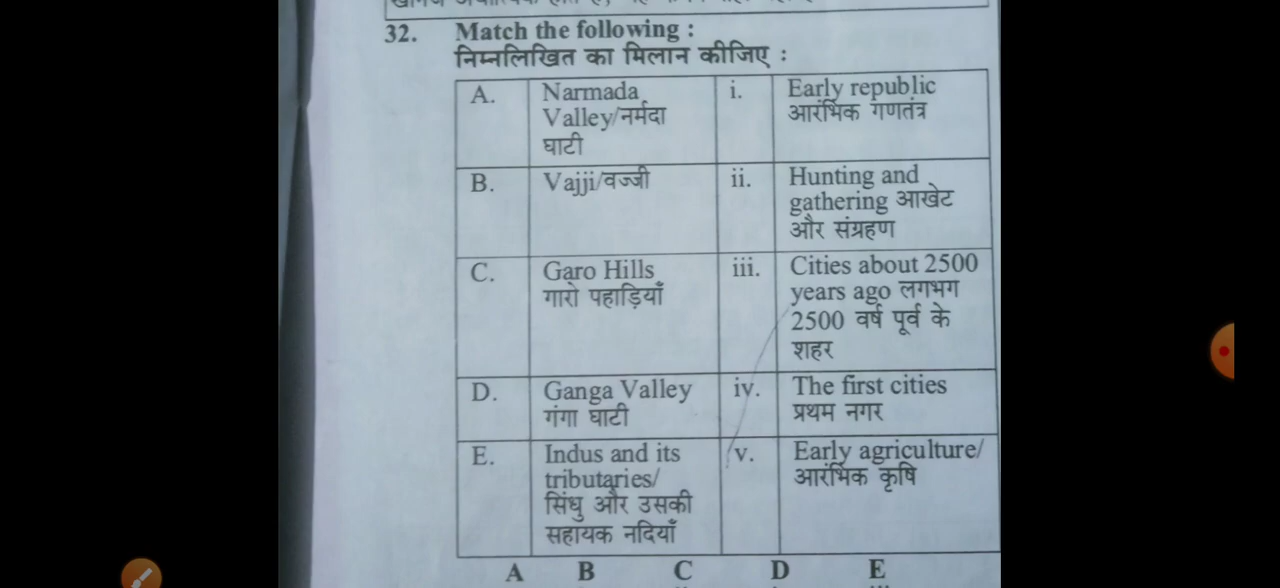 32. Match the following :
निम्नलिखित का मिलान कीजिए :
A. Narmada Valley/नर्मदा घाटी i. Early republic आरंभिक गणतंत्र
B. Vajji/वज्जी ii. Hunting and gathering आखेट और संग्रहण
C. Garo Hills गारो पहाड़ियाँ iii. Cities about 2500 years ago लगभग 2500 वर्ष पूर्व के शहर
D. Ganga Valley गंगा घाटी iv. The first cities प्रथम नगर
E. Indus and its tributaries/ सिंधु और उसकी सहायक नदियाँ v. Early agriculture/ आरंभिक कृषि
A B C D E